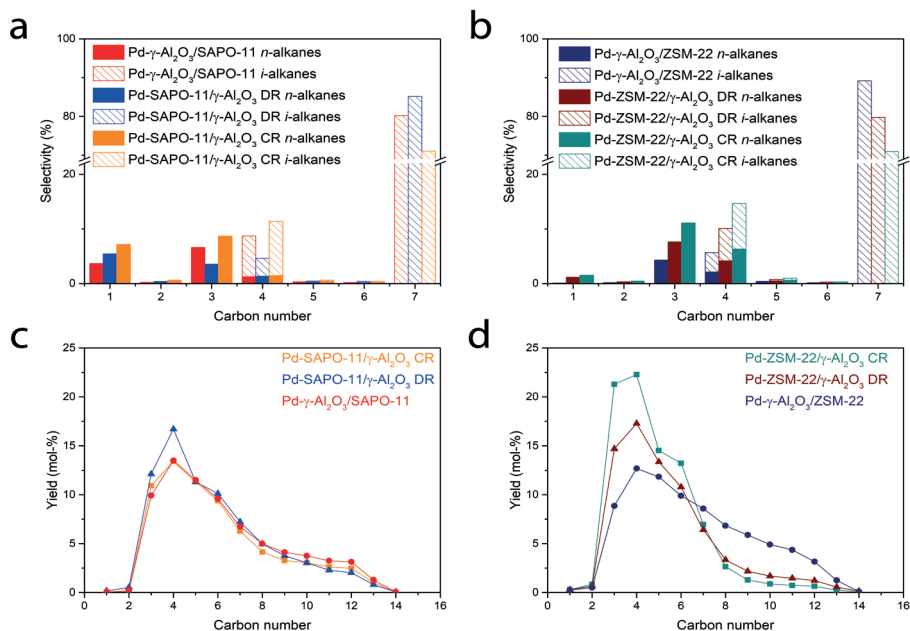 a
100
80
20
0
Selectivity (%)
Pd-γ-Al₂O₃/SAPO-11 n-alkanes
Pd-γ-Al₂O₃/SAPO-11 i-alkanes
Pd-SAPO-11/γ-Al₂O₃ DR n-alkanes
Pd-SAPO-11/γ-Al₂O₃ DR i-alkanes
Pd-SAPO-11/γ-Al₂O₃ CR n-alkanes
Pd-SAPO-11/γ-Al₂O₃ CR i-alkanes
1 2 3 4 5 6 7
Carbon number
b
100
80
20
0
Selectivity (%)
Pd-γ-Al₂O₃/ZSM-22 n-alkanes
Pd-γ-Al₂O₃/ZSM-22 i-alkanes
Pd-ZSM-22/γ-Al₂O₃ DR n-alkanes
Pd-ZSM-22/γ-Al₂O₃ DR i-alkanes
Pd-ZSM-22/γ-Al₂O₃ CR n-alkanes
Pd-ZSM-22/γ-Al₂O₃ CR i-alkanes
1 2 3 4 5 6 7
Carbon number
c
25
20
15
10
5
0
Yield (mol-%)
Pd-SAPO-11/γ-Al₂O₃ CR
Pd-SAPO-11/γ-Al₂O₃ DR
Pd-γ-Al₂O₃/SAPO-11
0 2 4 6 8 10 12 14 16
Carbon number
d
25
20
15
10
5
0
Yield (mol-%)
Pd-ZSM-22/γ-Al₂O₃ CR
Pd-ZSM-22/γ-Al₂O₃ DR
Pd-γ-Al₂O₃/ZSM-22
0 2 4 6 8 10 12 14 16
Carbon number